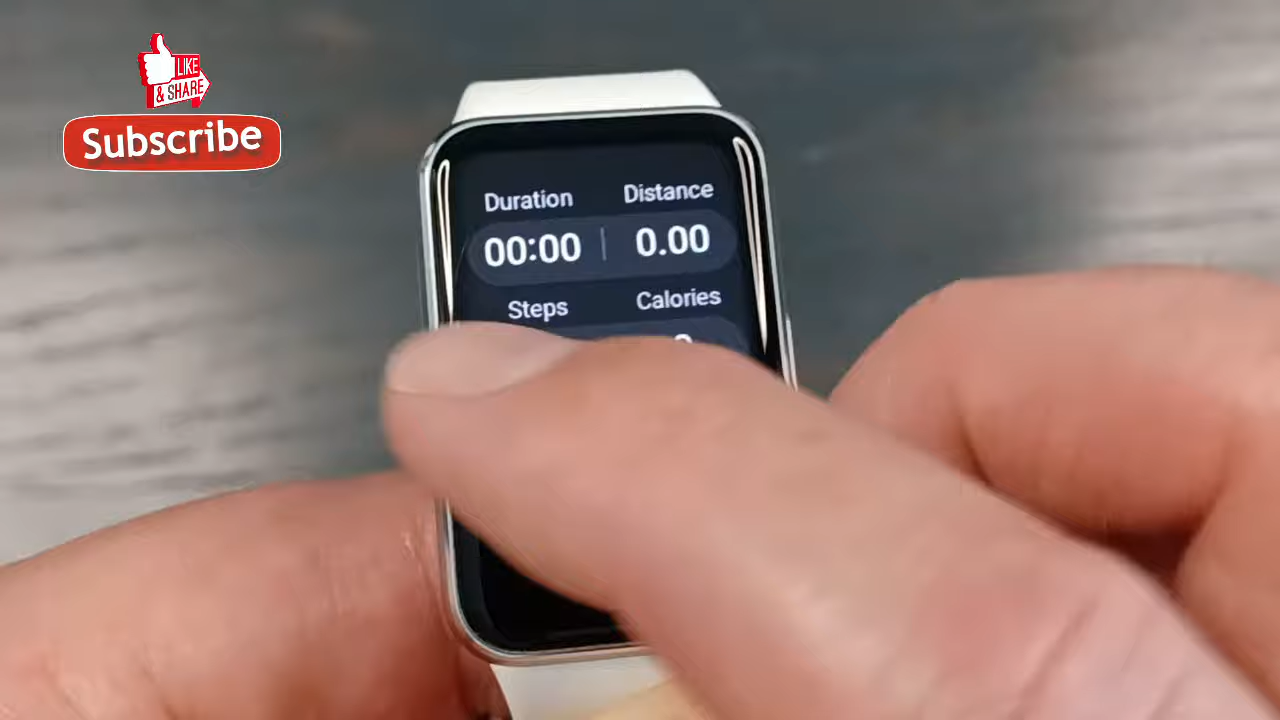 LIKE
& SHARE
Subscribe
Duration Distance
00:00 | 0.00
Steps Calories